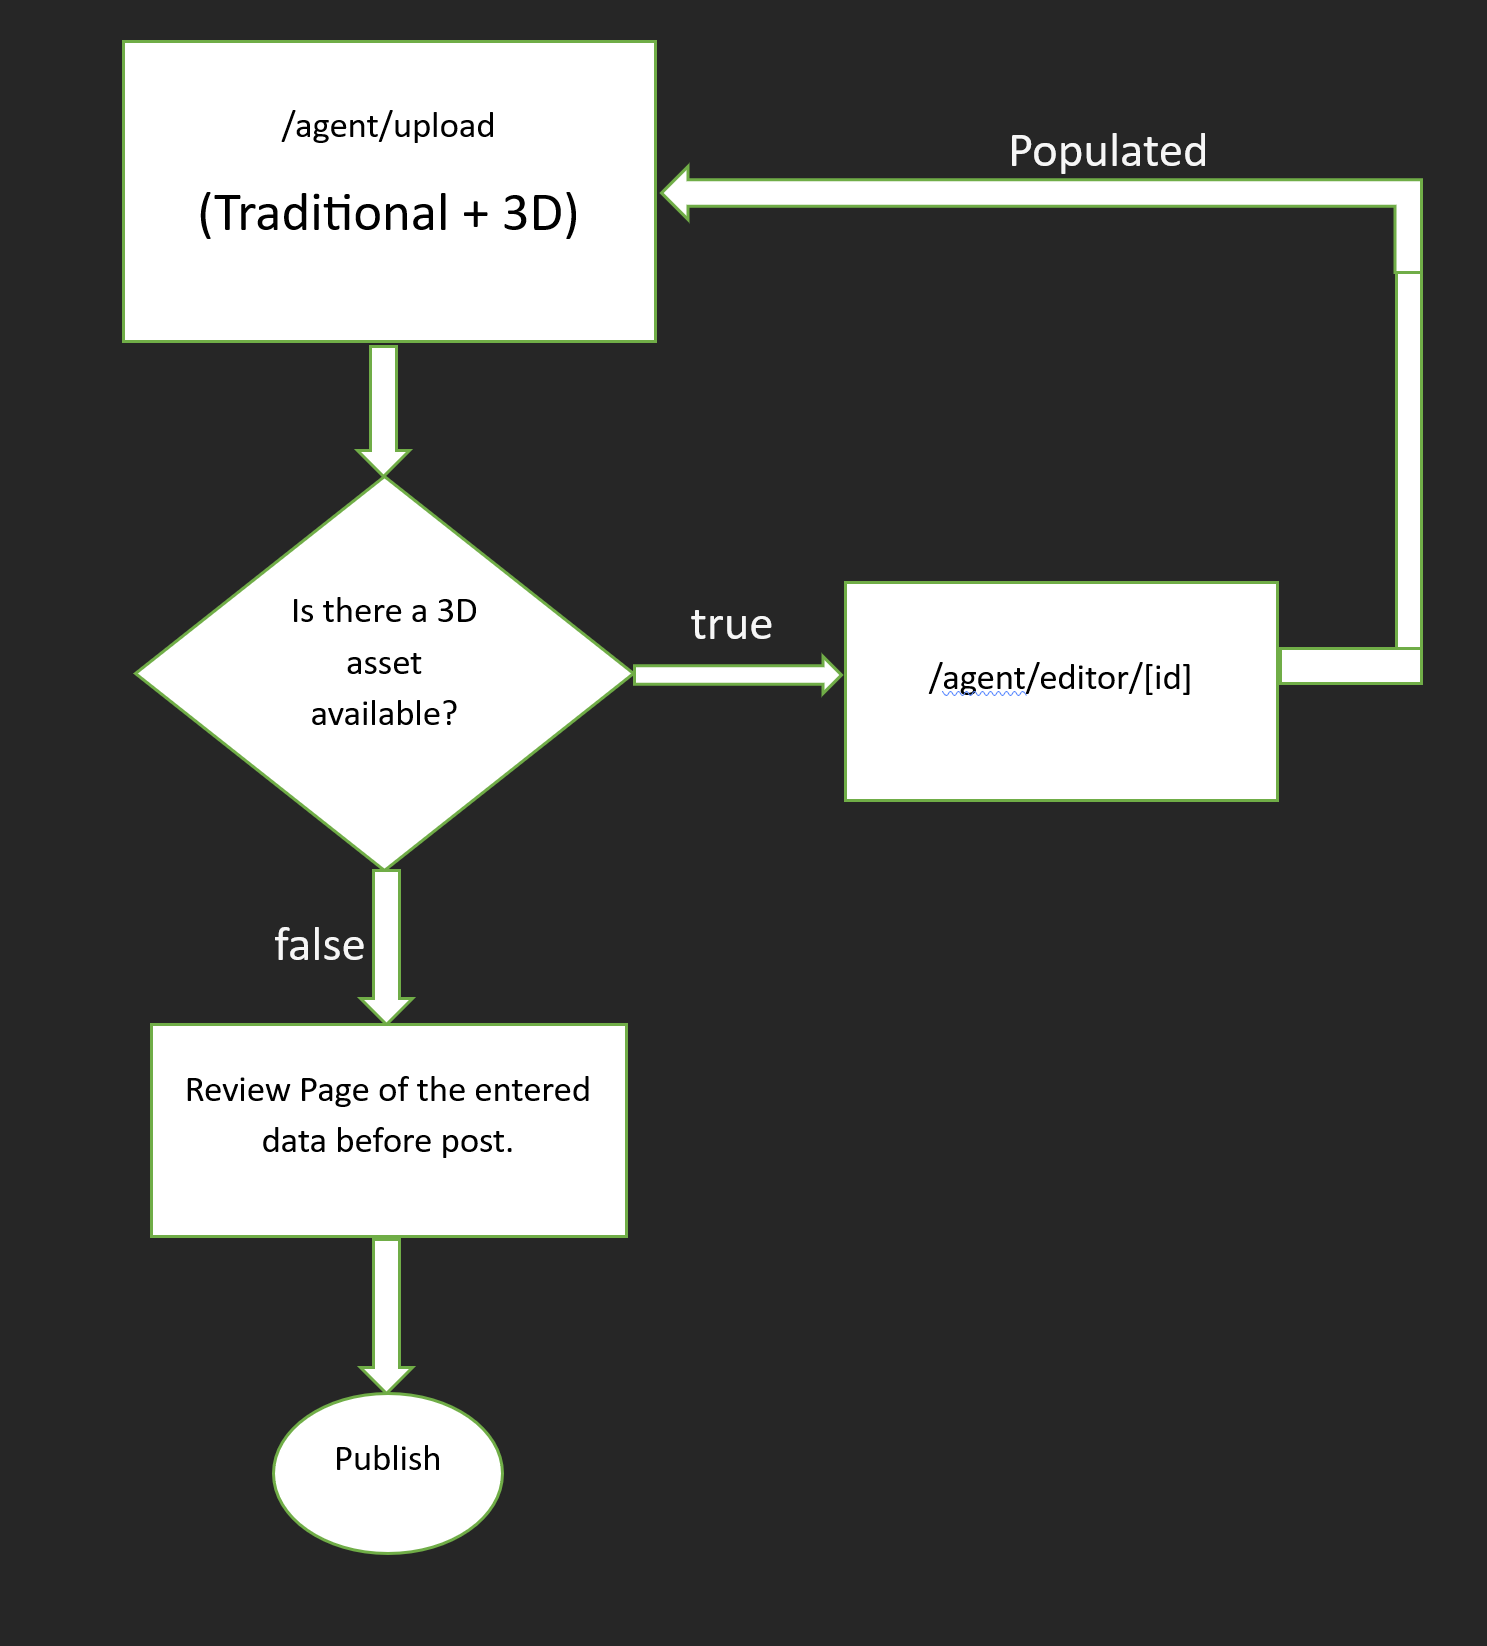 /agent/upload
Populated
(Traditional + 3D)
Is there a 3D
asset
available?
true
/agent/editor/[id]
false
Review Page of the entered
data before post.
Publish